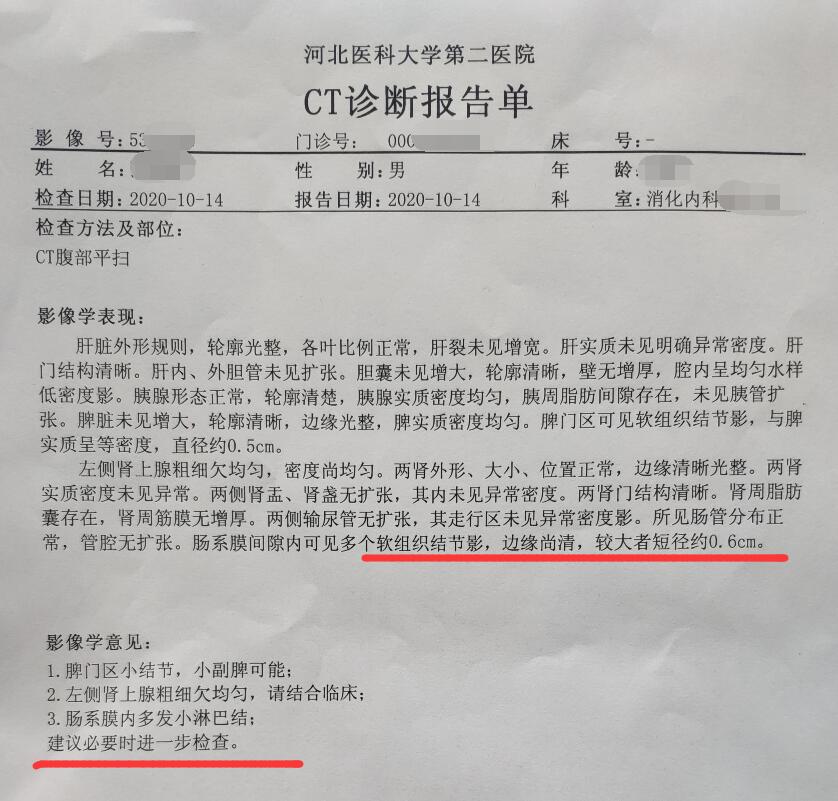 河北医科大学第二医院
CT诊断报告单
影像号:53 门诊号: 000 床号:-
姓名: 性别:男 年龄:
检查日期:2020-10-14 报告日期:2020-10-14 科室:消化内科
检查方法及部位:
CT腹部平扫
影像学表现:
肝脏外形规则，轮廓光整，各叶比例正常，肝裂未见增宽。肝实质未见明确异常密度。肝
门结构清晰。肝内、外胆管未见扩张。胆囊未见增大，轮廓清晰，壁无增厚，腔内呈均匀水样
低密度影。胰腺形态正常，轮廓清楚，胰腺实质密度均匀，胰周脂肪间隙存在，未见胰管扩
张。脾脏未见增大，轮廓清晰，边缘光整，脾实质密度均匀。脾门区可见软组织结节影，与脾
实质呈等密度，直径约0.5cm。
左侧肾上腺粗细欠均匀，密度尚均匀。两肾外形、大小、位置正常，边缘清晰光整。两肾
实质密度未见异常。两侧肾盂、肾盏无扩张，其内未见异常密度。两肾门结构清晰。肾周脂肪
囊存在，肾周筋膜无增厚。两侧输尿管无扩张，其走行区未见异常密度影。所见肠管分布正
常，管腔无扩张。肠系膜间隙内可见多个软组织结节影，边缘尚清，较大者短径约0.6cm。
影像学意见:
1.脾门区小结节，小副脾可能;
2.左侧肾上腺粗细欠均匀，请结合临床;
3.肠系膜内多发小淋巴结;
建议必要时进一步检查。